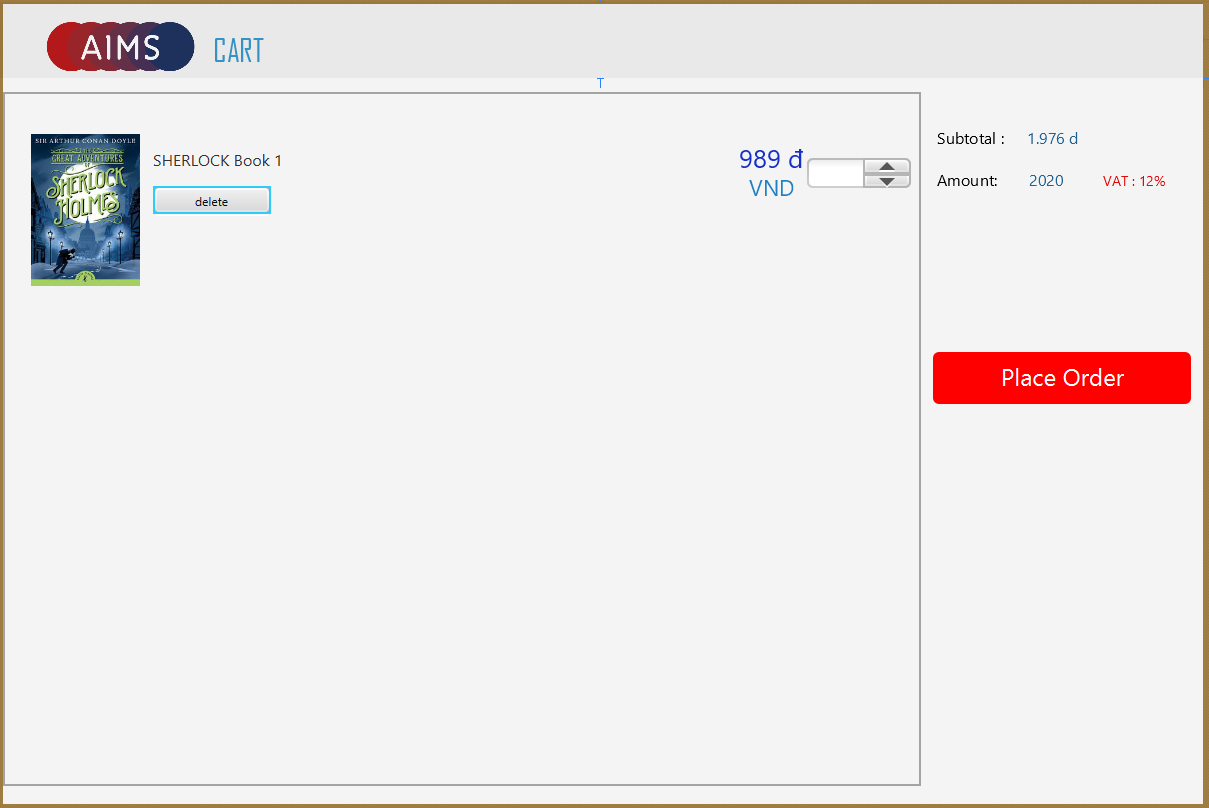 AIMS
CART
T
SIR ARTHUR CONAN DOYLE
GREAT ADVENTURES
OF
SHERLOCK
HOLMES
SHERLOCK Book 1
delete
989 đ
VND
Subtotal :
1.976 d
Amount:
2020
VAT : 12%
Place Order